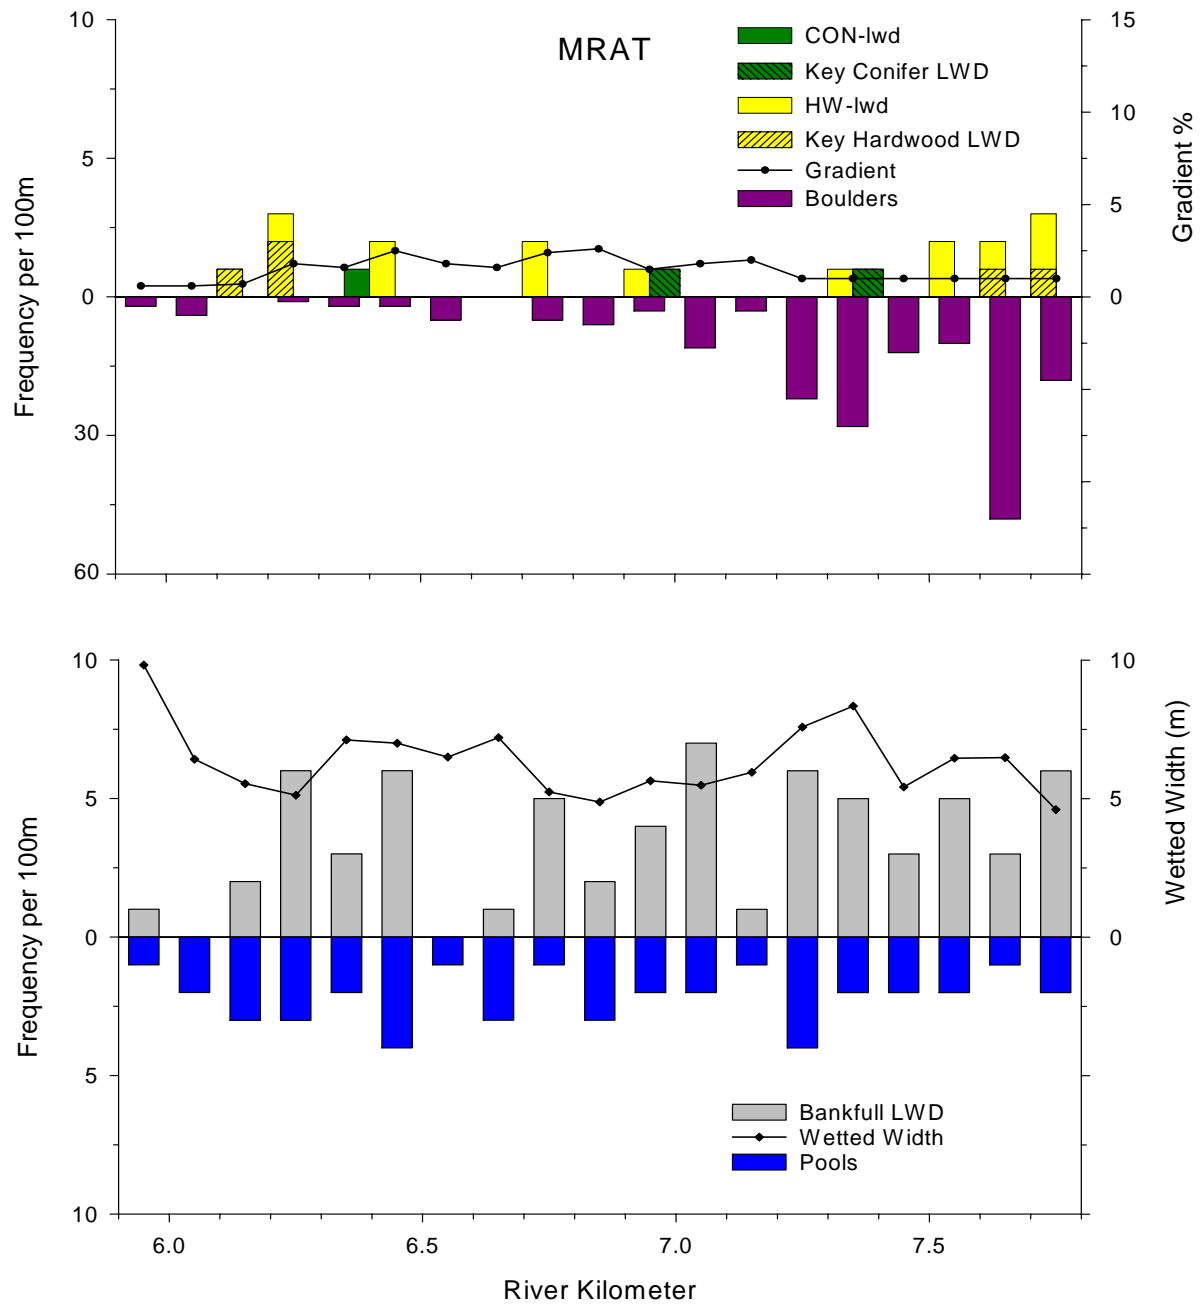 MRAT
CON-lwd
Key Conifer LWD
HW-lwd
Key Hardwood LWD
Gradient
Boulders
Frequency per 100m
10
5
0
30
60
15
10
5
0
Gradient %
Frequency per 100m
10
5
0
5
10
10
5
0
Wetted Width (m)
Bankfull LWD
Wetted Width
Pools
6.0 6.5 7.0 7.5
River Kilometer